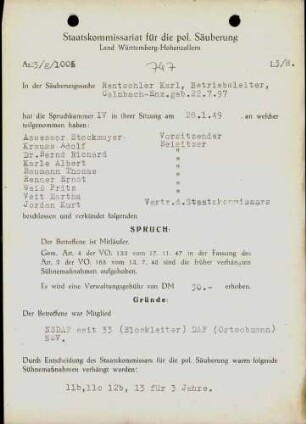 Staatskommissariat für die pol. Säuberung
Land Württemberg-Hohenzollern
Az: 3/E/1006
747
L3/H.
In der Säuberungssache Rentschler Karl, Betriebsleiter,
Calmbach-Enz.geb.22.7.97
hat die Spruchkammer IV in ihrer Sitzung am 28.1.49 an welcher
teilgenommen haben:
Assessor Stockmayer Vorsitzender
Krauss Adolf Beisitzer
Dr.Bernd Richard "
Karle Albert "
Baumann Thomas "
Renner Ernst "
Weiß Fritz "
Veit Martha "
Jordan Kurt Vertr.d.Staatskommissars
beschlossen und verkündet folgenden
SPRUCH:
Der Betroffene ist Mitläufer.
Gem. Art. 4 der VO. 133 vom 17. 11. 47 in der Fassung des
Art. 2 der VO. 165 vom 13. 7. 48 sind die früher verhängten
Sühnemaßnahmen aufgehoben.
Es wird eine Verwaltungsgebühr von DM 30.- erhoben.
Gründe:
Der Betroffene war Mitglied
NSDAP seit 33 (Blockleiter) DAF (Ortsobmann)
NSV.
Durch Entscheidung des Staatskommissars für die pol. Säuberung waren folgende
Sühnemaßnahmen verhängt worden:
11b,11c 12b, 13 für 3 Jahre.